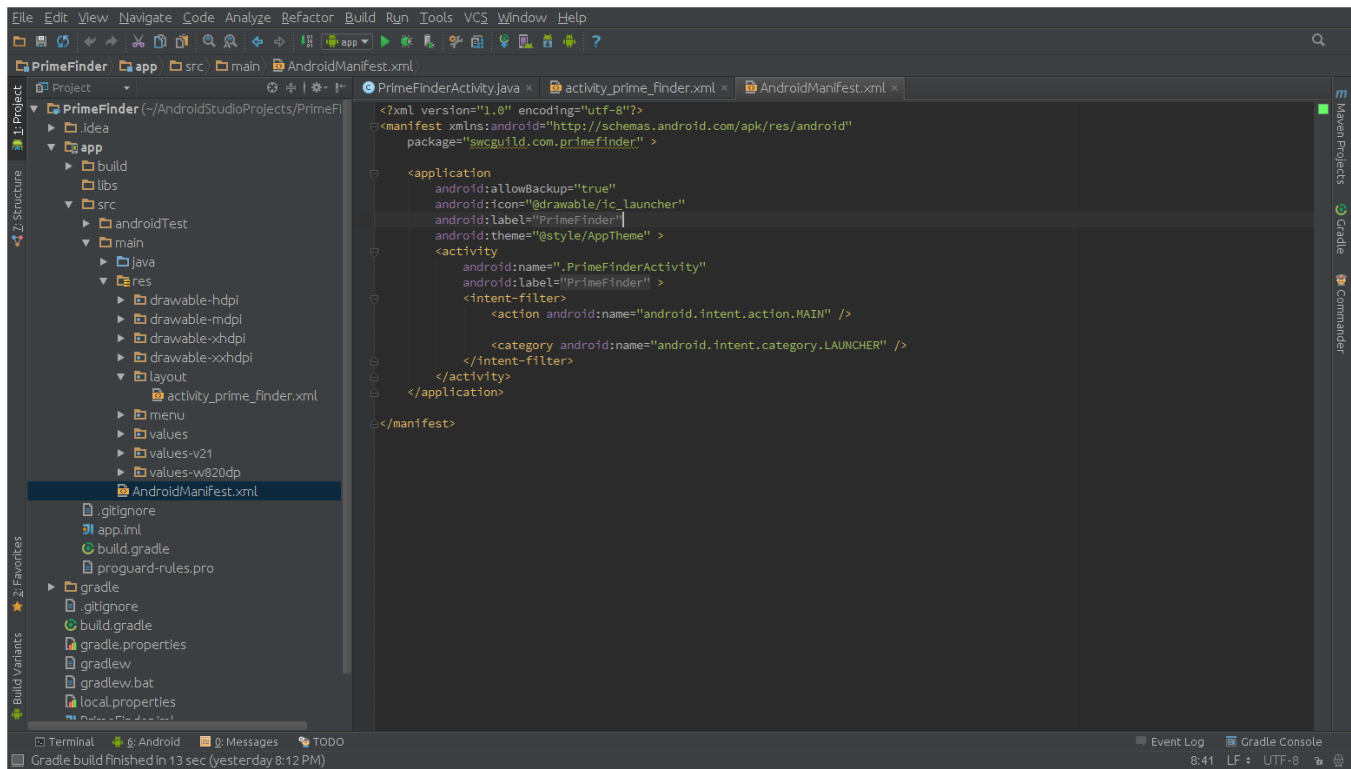 File Edit View Navigate Code Analyze Refactor Build Run Tools VCS Window Help
app
PrimeFinder app src main AndroidManifest.xml
1: Project
Z: Structure
2: Favorites
Build Variants
Project
PrimeFinder (~/AndroidStudioProjects/PrimeFi
.idea
app
build
libs
src
androidTest
main
java
res
drawable-hdpi
drawable-mdpi
drawable-xhdpi
drawable-xxhdpi
layout
activity_prime_finder.xml
menu
values
values-v21
values-w820dp
AndroidManifest.xml
.gitignore
app.iml
build.gradle
proguard-rules.pro
gradle
.gitignore
build.gradle
gradle.properties
gradlew
gradlew.bat
local.properties
PrimeFinderActivity.java activity_prime_finder.xml AndroidManifest.xml
<?xml version="1.0" encoding="utf-8"?>
<manifest xmlns:android="http://schemas.android.com/apk/res/android"
package="swcguild.com.primefinder" >
<application
android:allowBackup="true"
android:icon="@drawable/ic_launcher"
android:label="PrimeFinder"
android:theme="@style/AppTheme" >
<activity
android:name=".PrimeFinderActivity"
android:label="PrimeFinder" >
<intent-filter>
<action android:name="android.intent.action.MAIN" />
<category android:name="android.intent.category.LAUNCHER" />
</intent-filter>
</activity>
</application>
</manifest>
m Maven Projects
Gradle
Commander
Terminal 6: Android 0: Messages TODO Event Log Gradle Console
Gradle build finished in 13 sec (yesterday 8:12 PM) 8:41 LF UTF-8